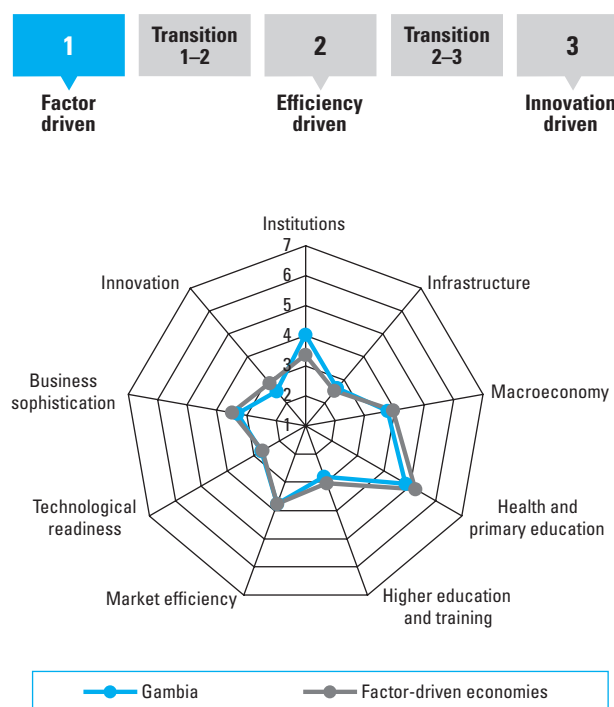 1
Transition
1–2
2
Transition
2–3
3
Factor
driven
Efficiency
driven
Innovation
driven
Institutions
Infrastructure
Macroeconomy
Health and
primary education
Higher education
and training
Market efficiency
Technological
readiness
Business
sophistication
Innovation
7
6
5
4
3
2
1
Gambia
Factor-driven economies